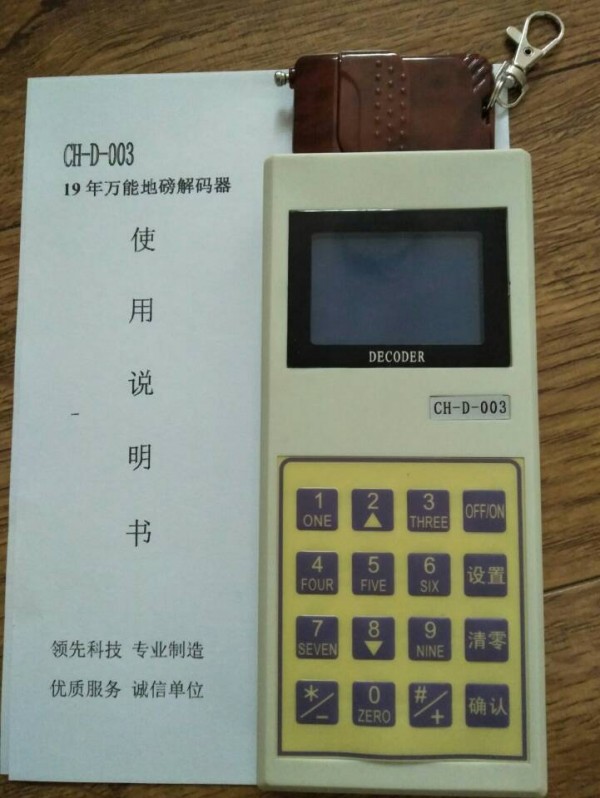 CH-D-003
19年万能地磅解码器
使
用
说
明
书
领先科技 专业制造
优质服务 诚信单位
DECODER
CH-D-003
1 2 3 OFF/ON
ONE ▲ THREE
4 5 6 设置
FOUR FIVE SIX
7 8 9 清零
SEVEN ▼ NINE
*/- 0 #/+ 确认
ZERO